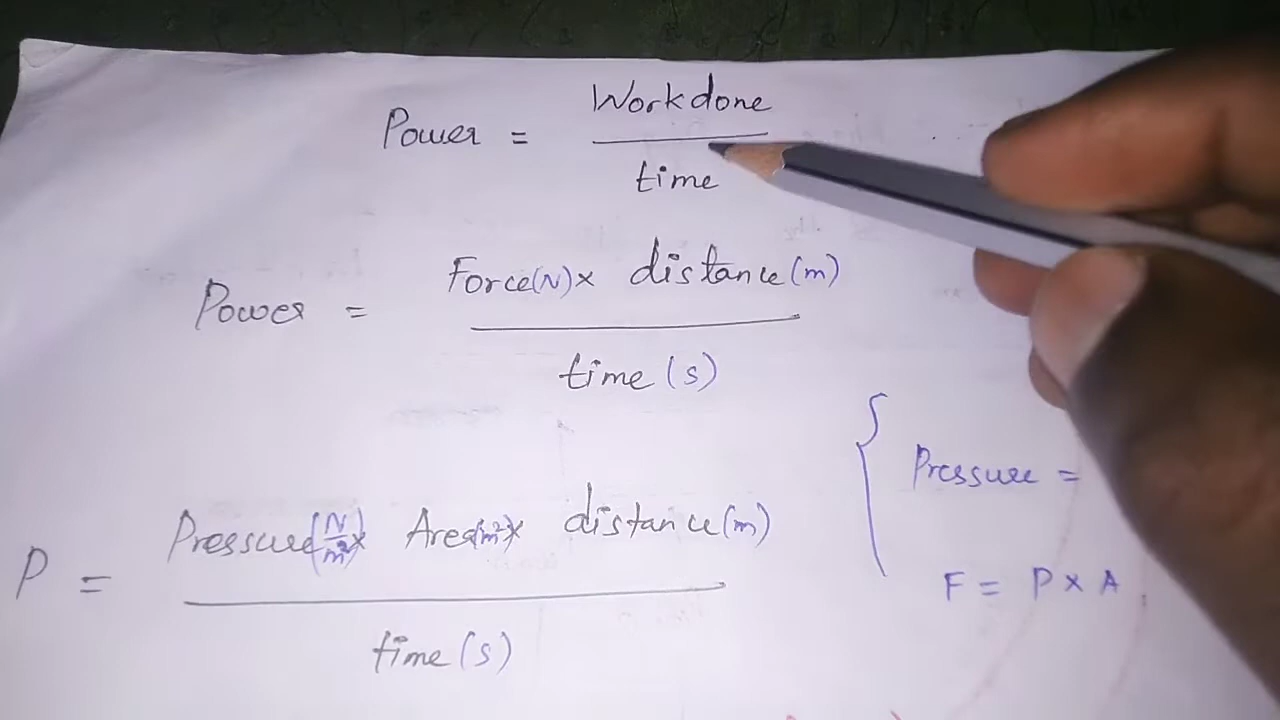 Power = Workdone
time
Power = Force(N)x distance(m)
time(s)
P = Pressure(N/m²)x Area(m²)x distance(m)
time(s)
Pressure =
F = P x A